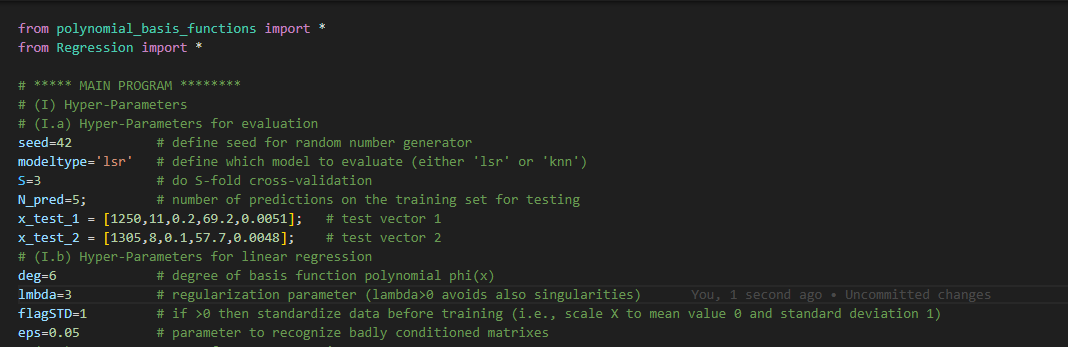 from polynomial_basis_functions import *
from Regression import *
# ***** MAIN PROGRAM ********
# (I) Hyper-Parameters
# (I.a) Hyper-Parameters for evaluation
seed=42 # define seed for random number generator
modeltype='lsr' # define which model to evaluate (either 'lsr' or 'knn')
S=3 # do S-fold cross-validation
N_pred=5; # number of predictions on the training set for testing
x_test_1 = [1250,11,0.2,69.2,0.0051]; # test vector 1
x_test_2 = [1305,8,0.1,57.7,0.0048]; # test vector 2
# (I.b) Hyper-Parameters for linear regression
deg=6 # degree of basis function polynomial phi(x)
lmbda=3 # regularization parameter (lambda>0 avoids also singularities) You, 1 second ago • Uncommitted changes
flagSTD=1 # if >0 then standardize data before training (i.e., scale X to mean value 0 and standard deviation 1)
eps=0.05 # parameter to recognize badly conditioned matrixes